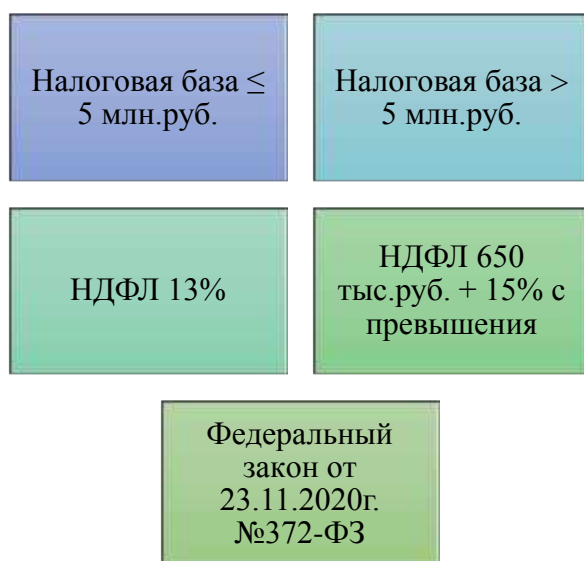 Налоговая база ≤
5 млн.руб.
Налоговая база >
5 млн.руб.
НДФЛ 13%
НДФЛ 650
тыс.руб. + 15% с
превышения
Федеральный
закон от
23.11.2020г.
№372-ФЗ